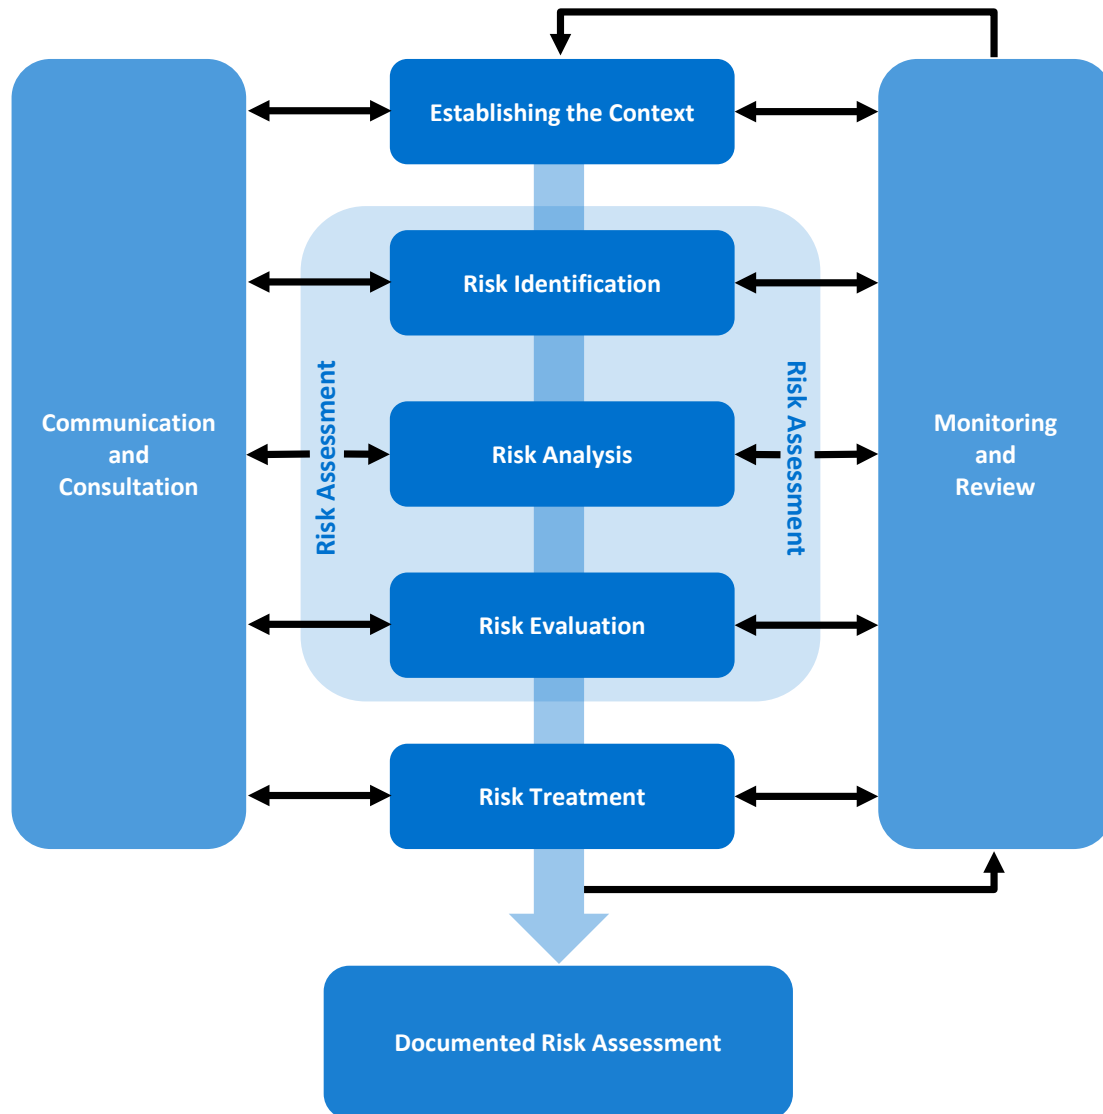 Establishing the Context
Risk Identification
Communication
and
Consultation
Risk Assessment
Risk Analysis
Risk Assessment
Monitoring
and
Review
Risk Evaluation
Risk Treatment
Documented Risk Assessment